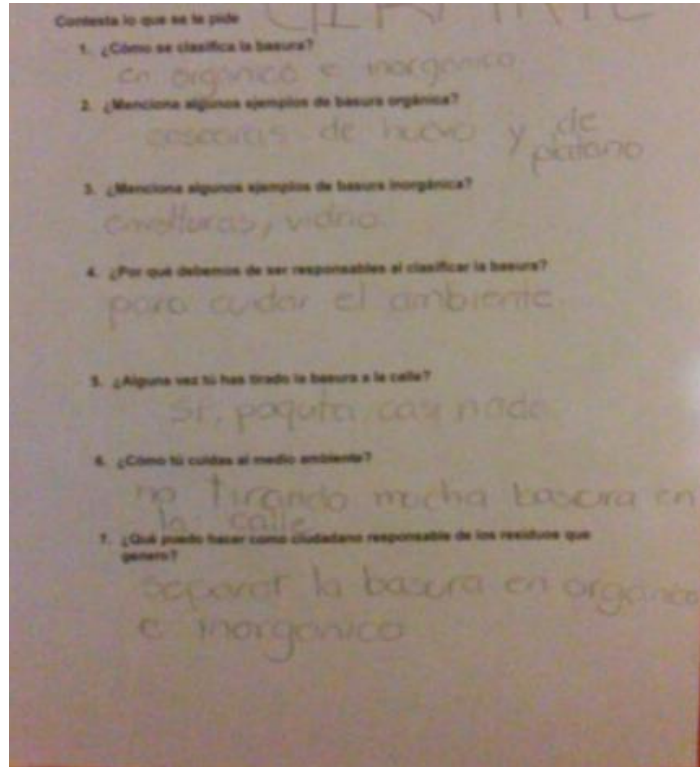 Contesta lo que se te pide
1. ¿Cómo se clasifica la basura?
en orgánico e inorgánico
2. ¿Menciona algunos ejemplos de basura orgánica?
cascaras de huevo y de
platano
3. ¿Menciona algunos ejemplos de basura inorgánica?
envolturas, vidrio.
4. ¿Por qué debemos de ser responsables al clasificar la basura?
para cuidar el ambiente.
5. ¿Alguna vez tú has tirado la basura a la calle?
Sí, poquita, casi nada.
6. ¿Cómo tú cuidas al medio ambiente?
no tirando mucha basura en
la calle
7. ¿Qué puedo hacer como ciudadano responsable de los residuos que
genero?
separar la basura en organico
e inorganico